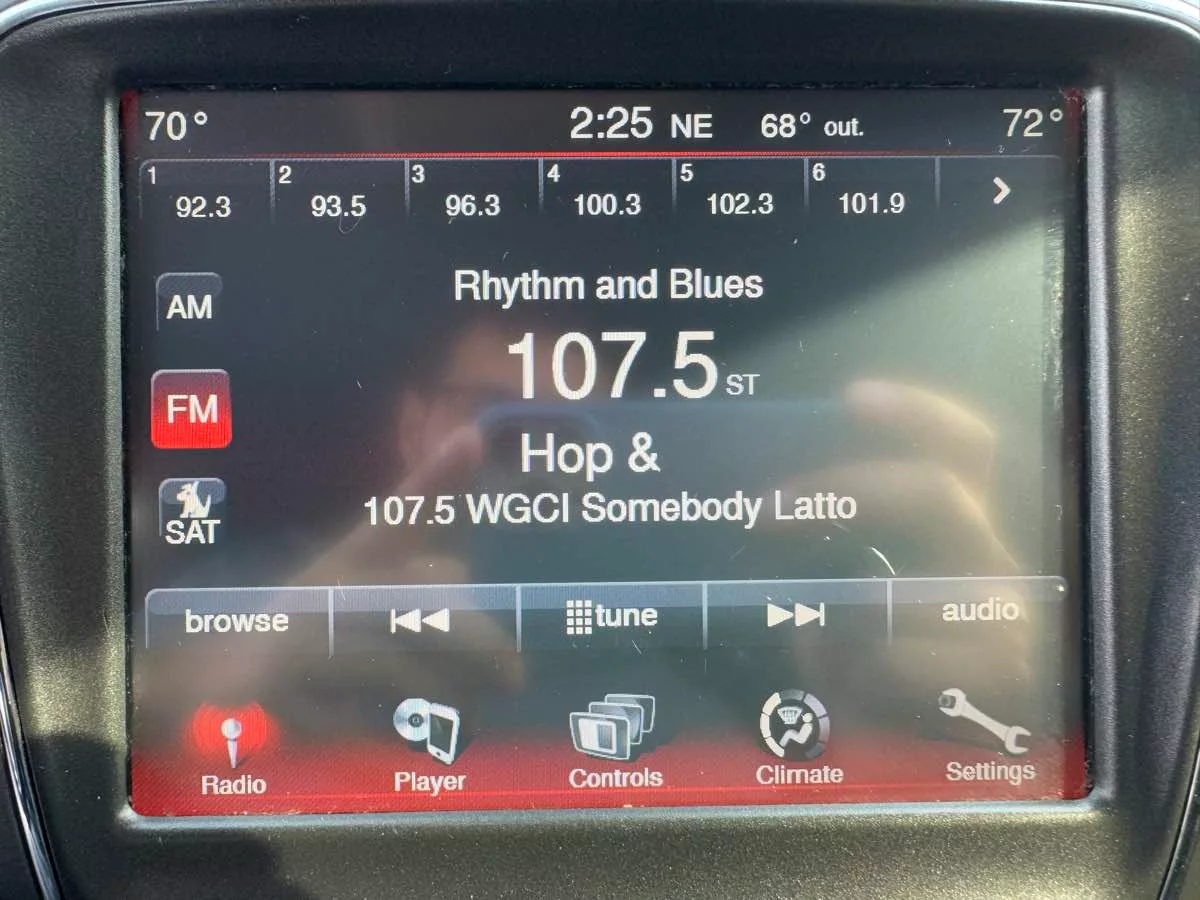 70° 2:25 NE 68° out. 72°
1 2 3 4 5 6
92.3 93.5 96.3 100.3 102.3 101.9
Rhythm and Blues
AM
107.5 ST
FM
Hop &
107.5 WGCI Somebody Latto
SAT
browse tune audio
Radio Player Controls Climate Settings